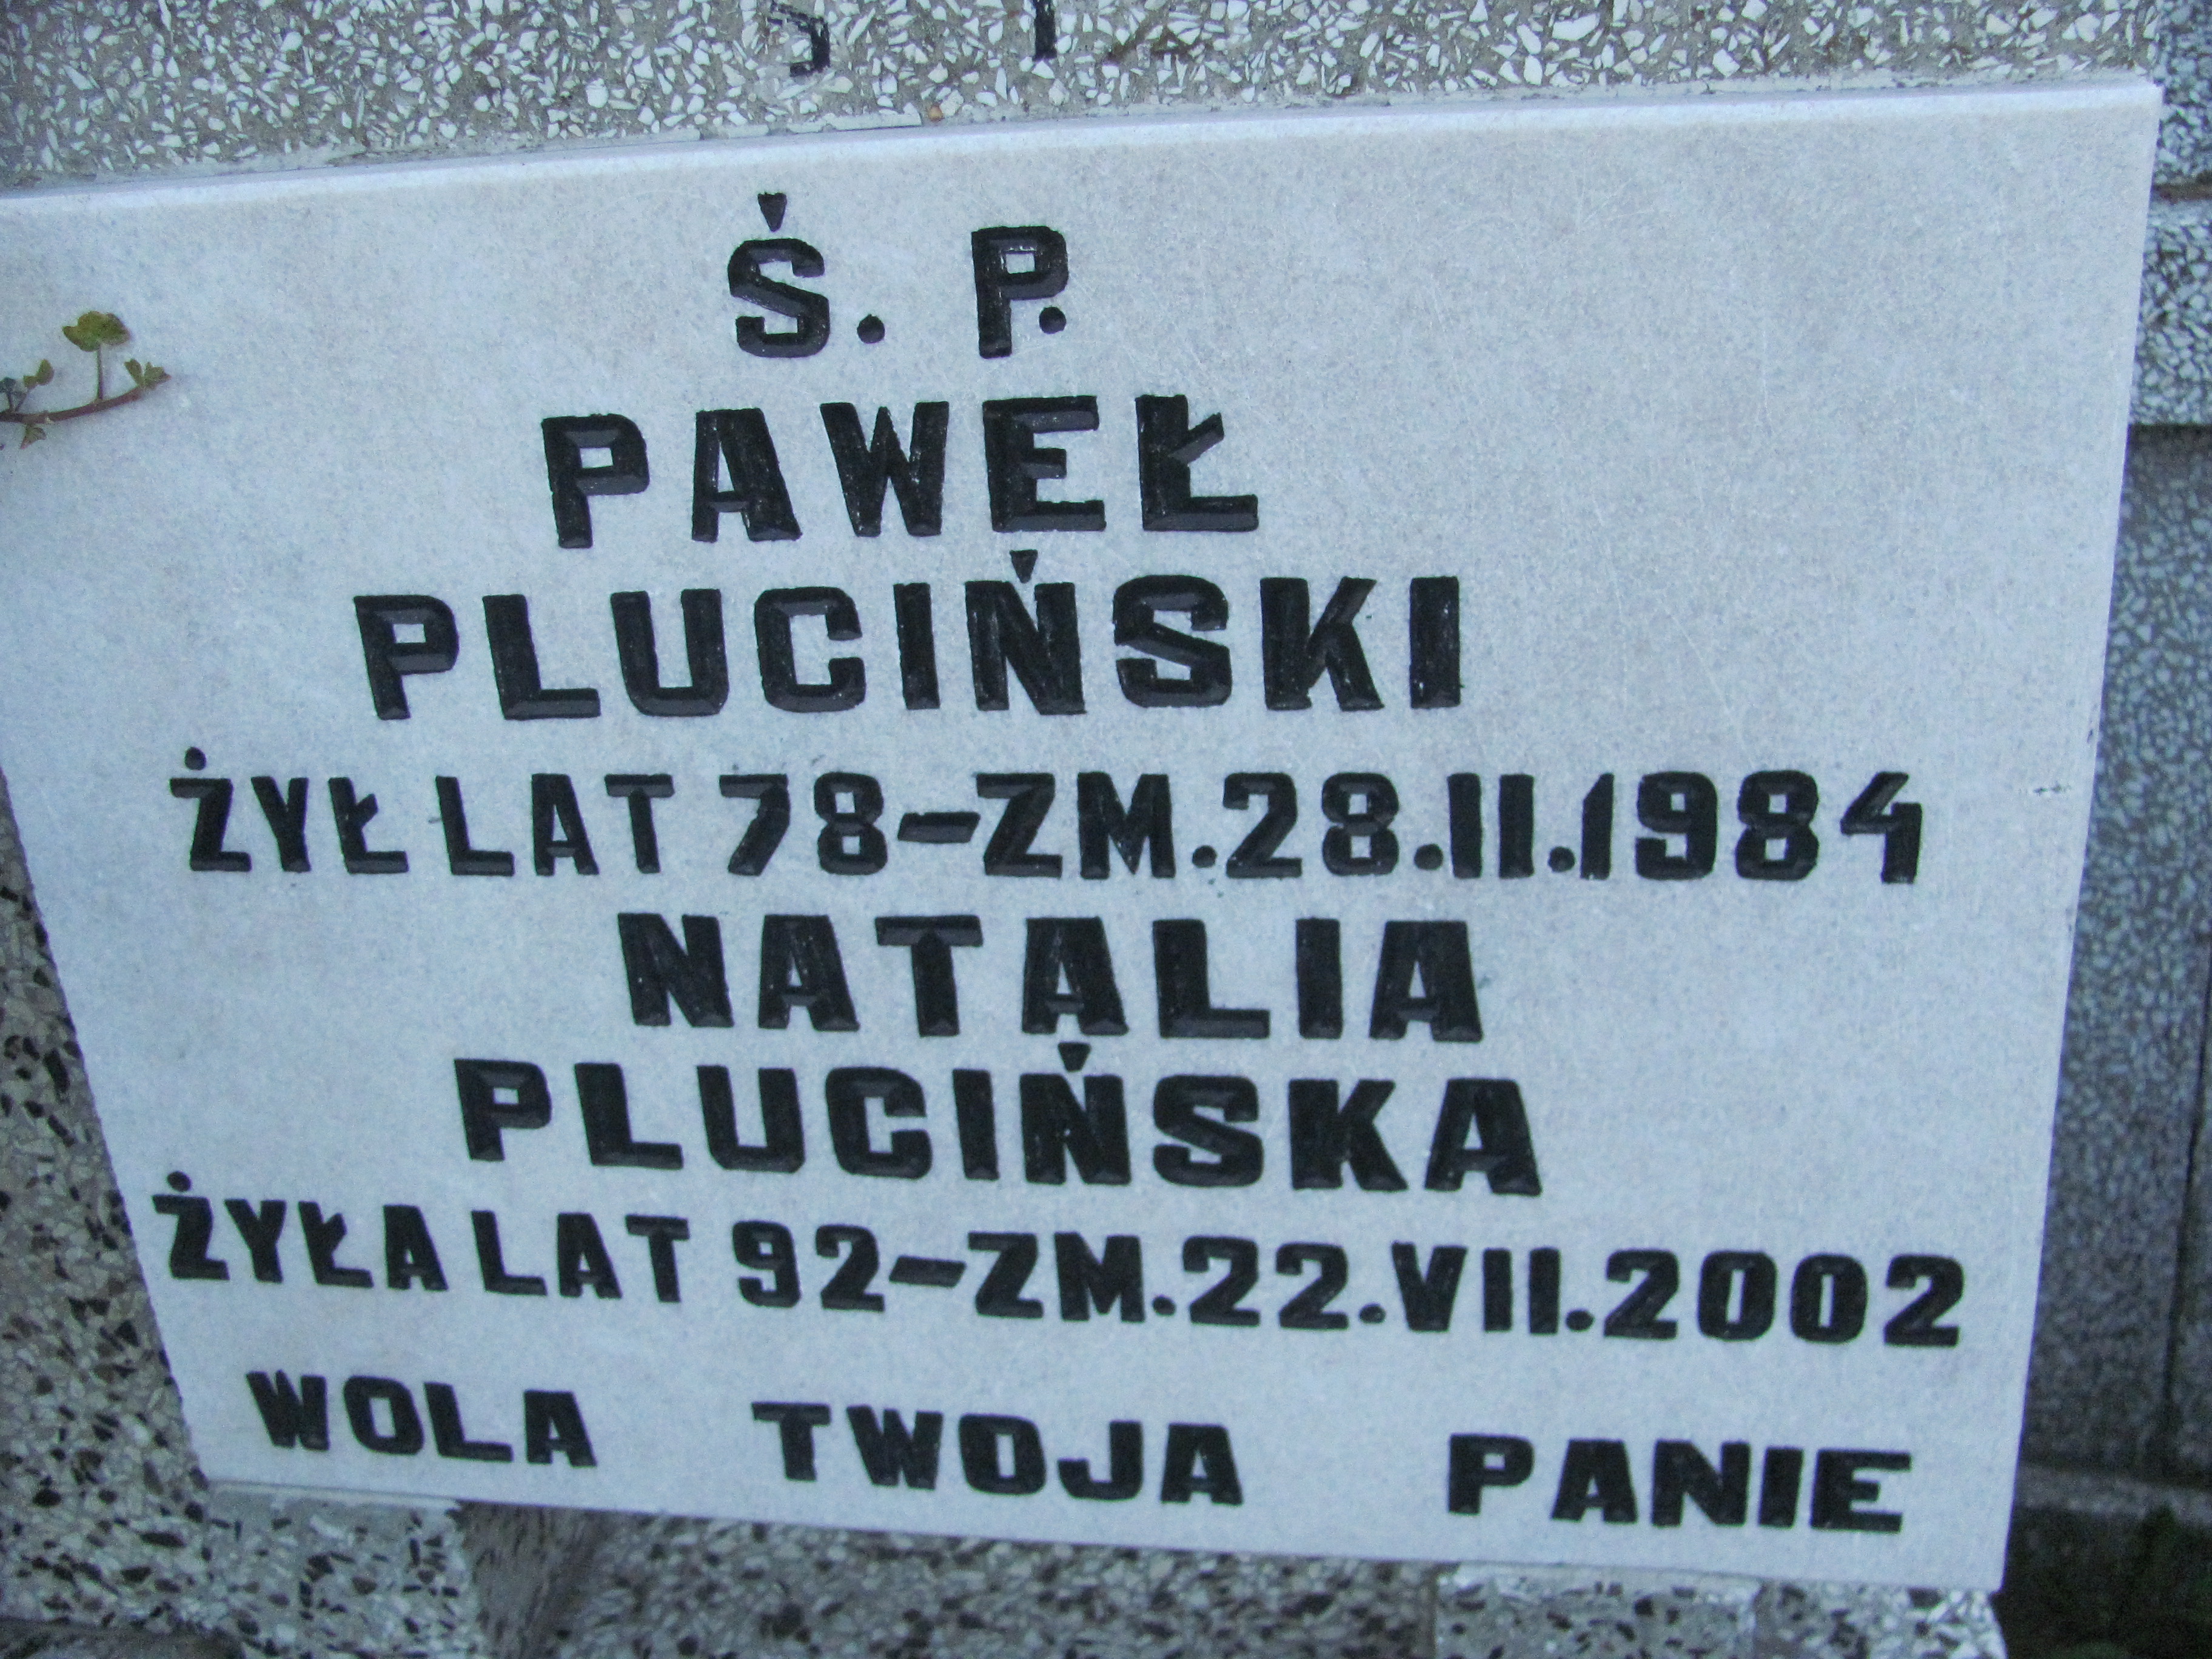 Ś. P.
PAWEŁ
PLUCIŃSKI
ŻYŁ LAT 78-ZM.28.II.1984
NATALIA
PLUCIŃSKA
ŻYŁA LAT 92-ZM.22.VII.2002
WOLA TWOJA PANIE